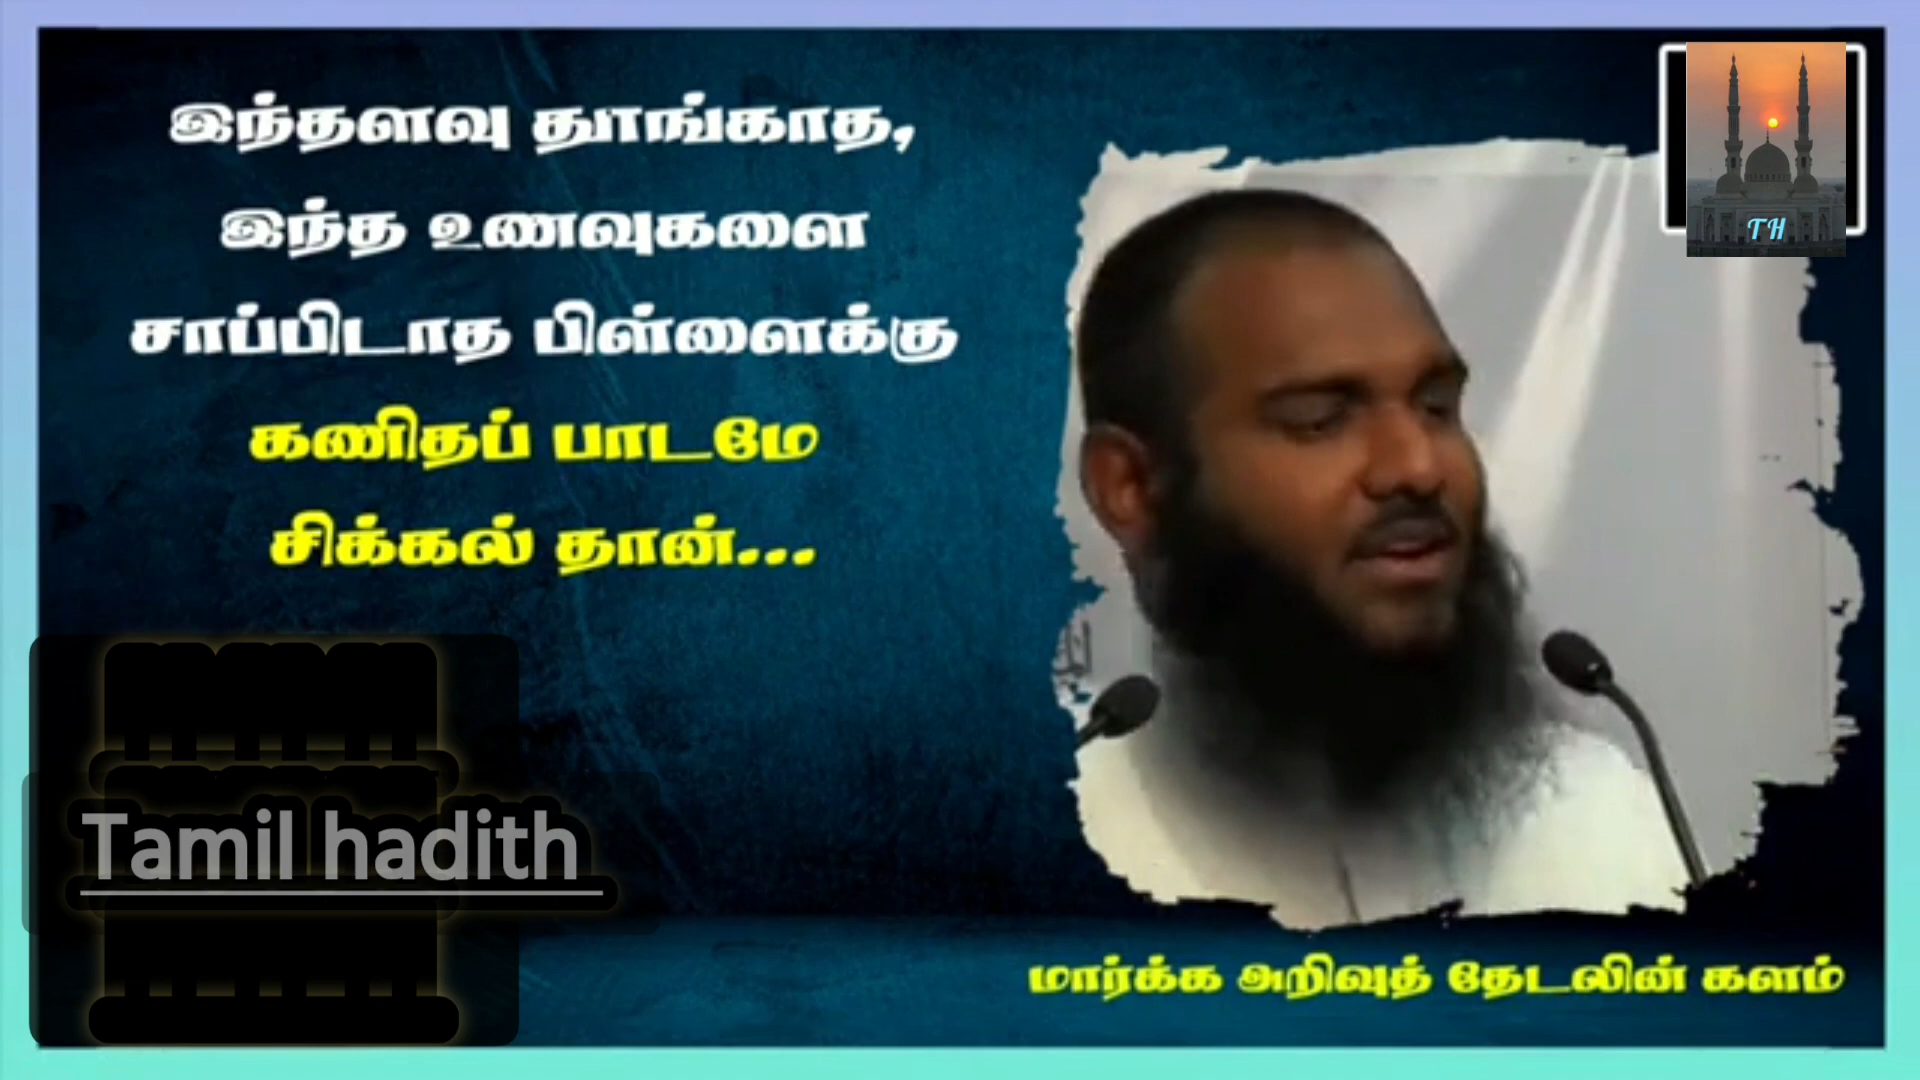 இந்தளவு தூங்காத,
இந்த உணவுகளை
சாப்பிடாத பிள்ளைக்கு
கணிதப் பாடமே
சிக்கல் தான்...
TH
Tamil hadith
மார்க்க அறிவுத் தேடலின் களம்